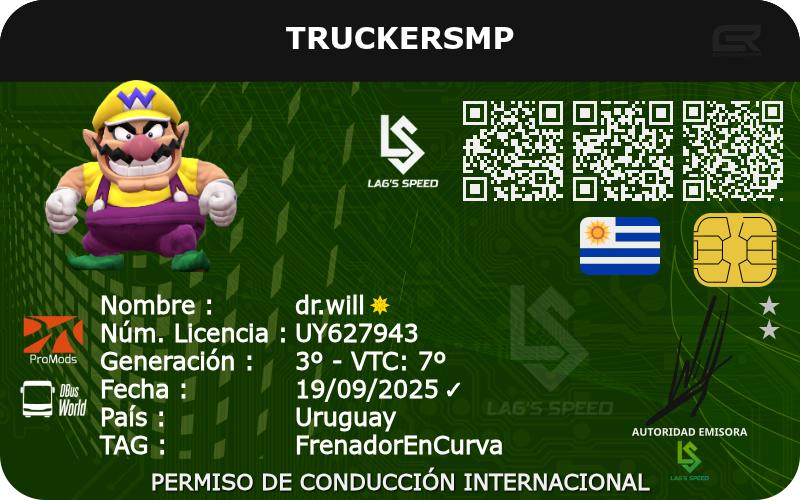 TRUCKERSMP
W
LAG'S SPEED
Nombre : dr.will
Núm. Licencia : UY627943
Generación : 3º - VTC: 7º
Fecha : 19/09/2025 ✓
País : Uruguay
TAG : FrenadorEnCurva
ProMods
DBus
World
LAG'S SPEED
AUTORIDAD EMISORA
LAG'S SPEED
PERMISO DE CONDUCCIÓN INTERNACIONAL